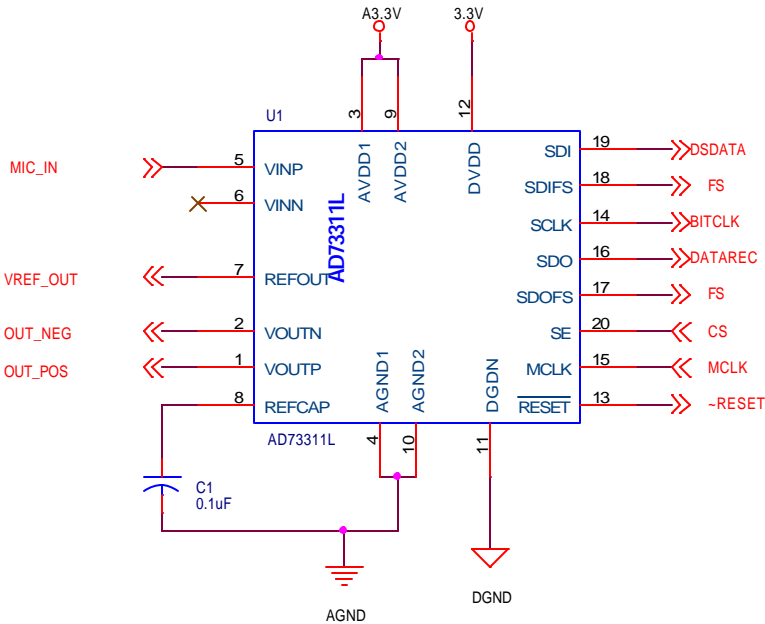 A3.3V
3.3V
U1
3
9
12
MIC_IN
5
VINP
6
VINN
7
REFOUT
VREF_OUT
2
VOUTN
OUT_NEG
1
VOUTP
OUT_POS
8
REFCAP
AVDD1
AVDD2
DVDD
AD73311L
SDI
19
DSDATA
SDIFS
18
FS
SCLK
14
BITCLK
SDO
16
DATAREC
SDOFS
17
FS
SE
20
CS
MCLK
15
MCLK
RESET
13
~RESET
AGND1
AGND2
DGDN
AD73311L
4
10
11
C1
0.1uF
AGND
DGND